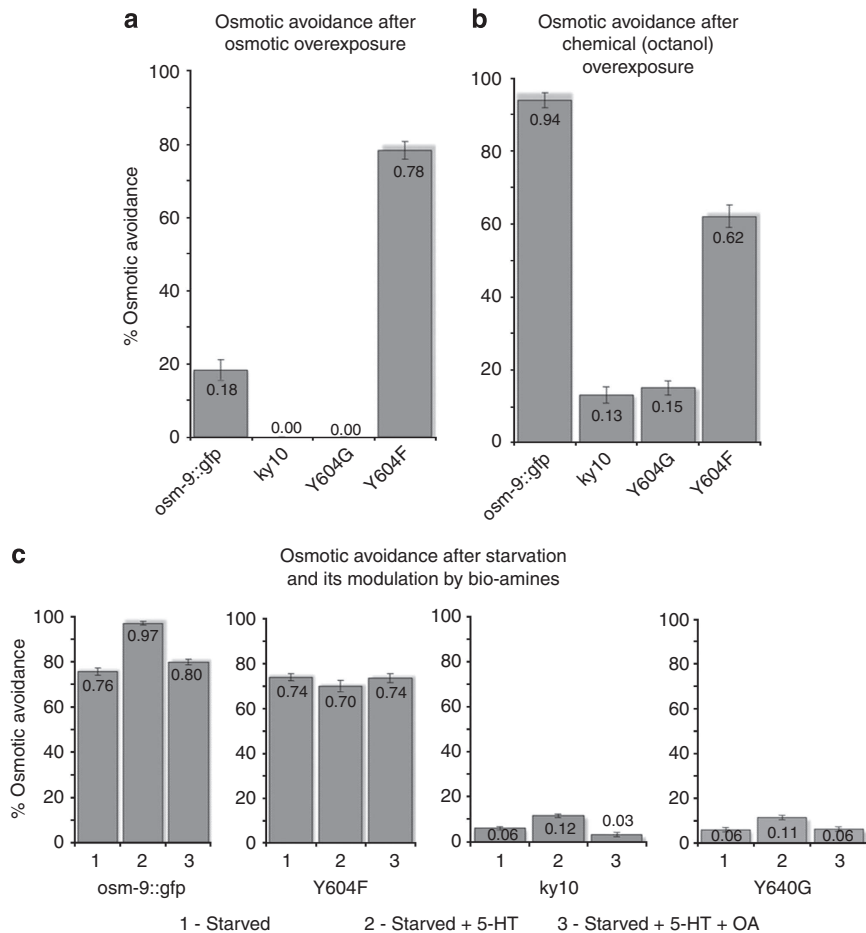 a
Osmotic avoidance after
osmotic overexposure
% Osmotic avoidance
100
80
60
40
20
0
0.18
0.00
0.00
0.78
osm-9::gfp
ky10
Y604G
Y604F
b
Osmotic avoidance after
chemical (octanol)
overexposure
100
80
60
40
20
0
0.94
0.13
0.15
0.62
osm-9::gfp
ky10
Y604G
Y604F
c
Osmotic avoidance after starvation
and its modulation by bio-amines
% Osmotic avoidance
100
80
60
40
20
0
0.76
0.97
0.80
1 2 3
osm-9::gfp
100
80
60
40
20
0
0.74
0.70
0.74
1 2 3
Y604F
100
80
60
40
20
0
0.06
0.12
0.03
1 2 3
ky10
100
80
60
40
20
0
0.06
0.11
0.06
1 2 3
Y640G
1 - Starved 2 - Starved + 5-HT 3 - Starved + 5-HT + OA